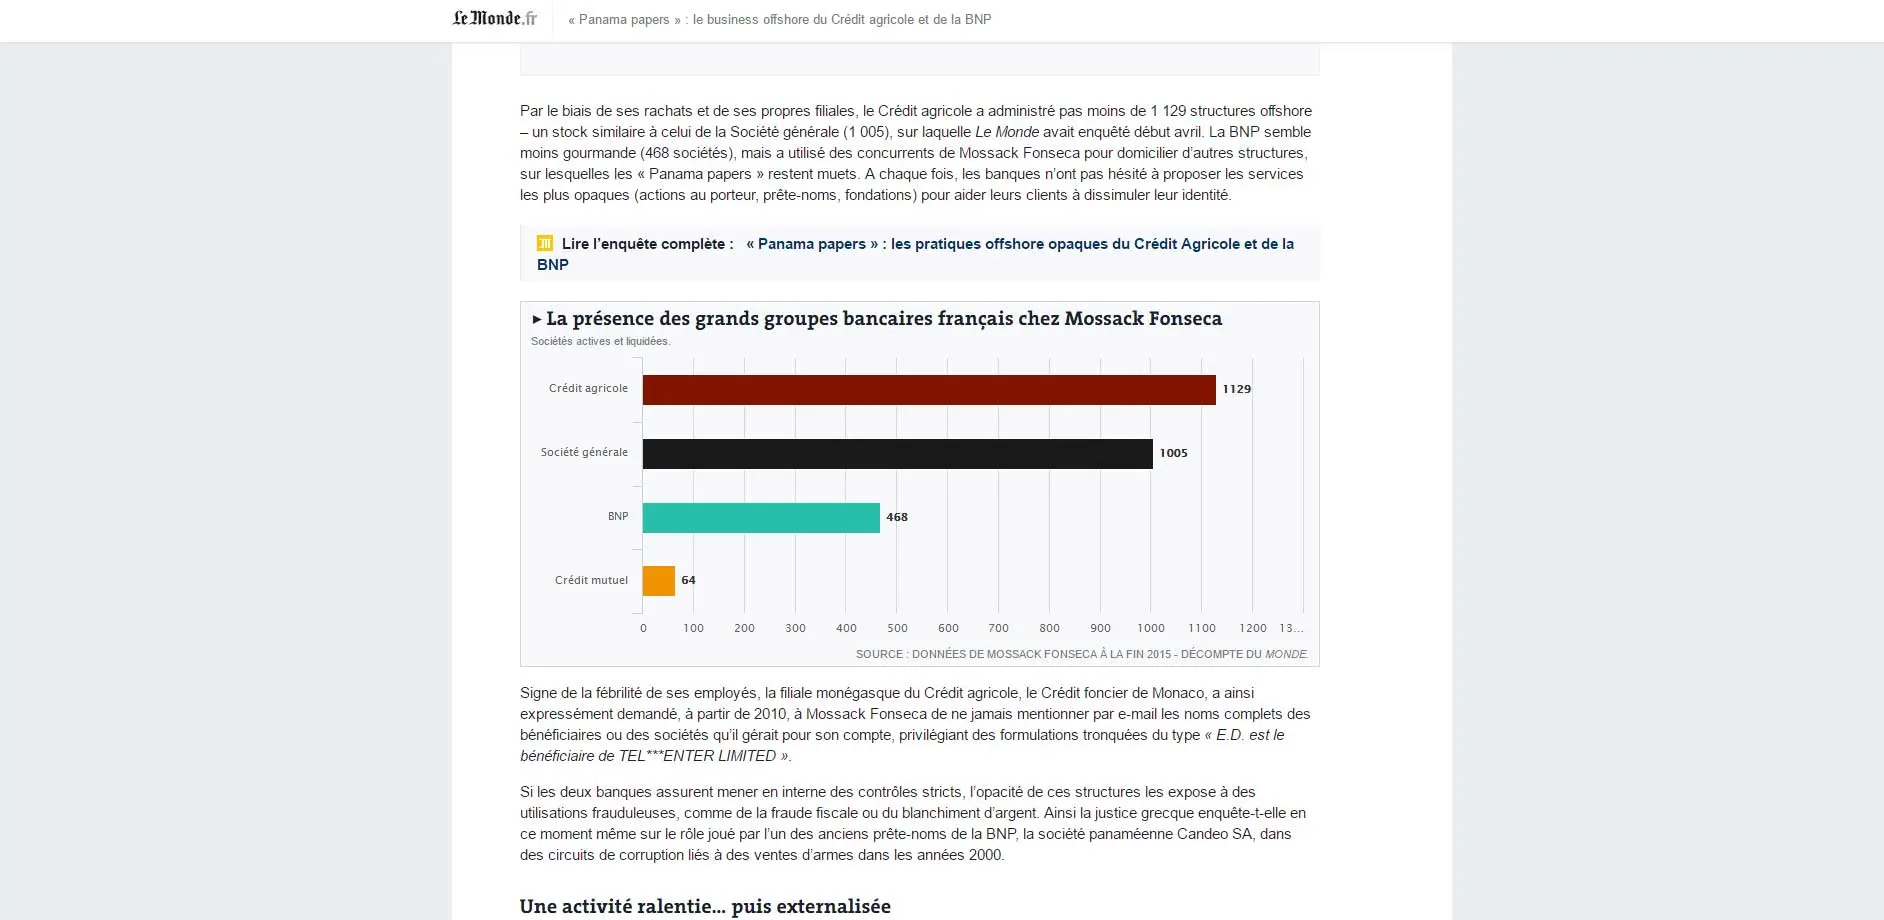 Le Monde.fr
« Panama papers » : le business offshore du Crédit agricole et de la BNP
Par le biais de ses rachats et de ses propres filiales, le Crédit agricole a administré pas moins de 1 129 structures offshore
– un stock similaire à celui de la Société générale (1 005), sur laquelle Le Monde avait enquêté début avril. La BNP semble
moins gourmande (468 sociétés), mais a utilisé des concurrents de Mossack Fonseca pour domicilier d’autres structures,
sur lesquelles les « Panama papers » restent muets. A chaque fois, les banques n’ont pas hésité à proposer les services
les plus opaques (actions au porteur, prête-noms, fondations) pour aider leurs clients à dissimuler leur identité.
Lire l’enquête complète : « Panama papers » : les pratiques offshore opaques du Crédit Agricole et de la
BNP
► La présence des grands groupes bancaires français chez Mossack Fonseca
Sociétés actives et liquidées.
Crédit agricole 1129
Société générale 1005
BNP 468
Crédit mutuel 64
0 100 200 300 400 500 600 700 800 900 1000 1100 1200 13...
SOURCE : DONNÉES DE MOSSACK FONSECA À LA FIN 2015 - DÉCOMPTE DU MONDE.
Signe de la fébrilité de ses employés, la filiale monégasque du Crédit agricole, le Crédit foncier de Monaco, a ainsi
expressément demandé, à partir de 2010, à Mossack Fonseca de ne jamais mentionner par e-mail les noms complets des
bénéficiaires ou des sociétés qu’il gérait pour son compte, privilégiant des formulations tronquées du type « E.D. est le
bénéficiaire de TEL***ENTER LIMITED ».
Si les deux banques assurent mener en interne des contrôles stricts, l’opacité de ces structures les expose à des
utilisations frauduleuses, comme de la fraude fiscale ou du blanchiment d’argent. Ainsi la justice grecque enquête-t-elle en
ce moment même sur le rôle joué par l’un des anciens prête-noms de la BNP, la société panaméenne Candeo SA, dans
des circuits de corruption liés à des ventes d’armes dans les années 2000.
Une activité ralentie... puis externalisée